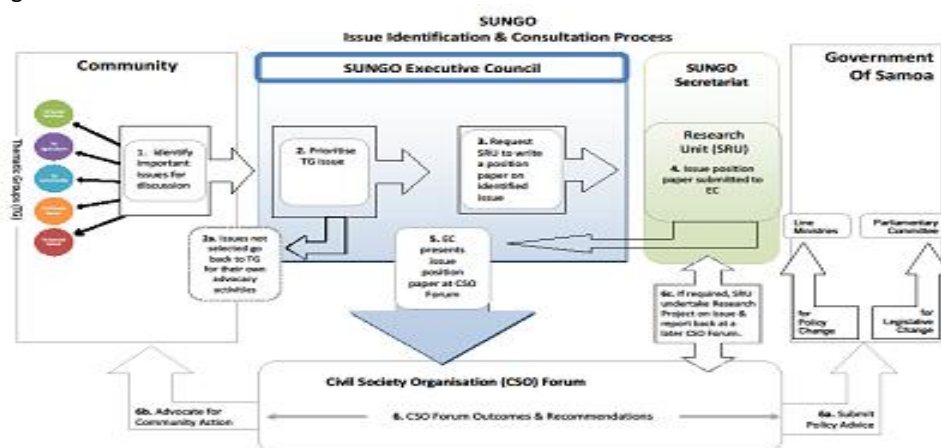 SUNGO
Issue Identification & Consultation Process
Community
SUNGO Executive Council
SUNGO
Secretariat
Government
Of Samoa
Thematic Groups (TG)
1. Identify
important
issues for
discussion
2. Prioritise
TG issue
3. Request
SRU to write a
position paper
on identified
issue
Research
Unit (SRU)
4. Issue position
paper submitted to
EC
2a. Issues not
selected go
back to TG
for their own
advocacy
activities
5. EC
presents
issue
position
paper at CSO
Forum
Line
Ministries
Parliamentary
Committee
6c. If required, SRU
undertake Research
Project on issue &
report back at a
later CSO Forum.
for
Policy
Change
for
Legislative
Change
Civil Society Organisation (CSO) Forum
6. CSO Forum Outcomes & Recommendations
6b. Advocate for
Community Action
6a. Submit
Policy Advice